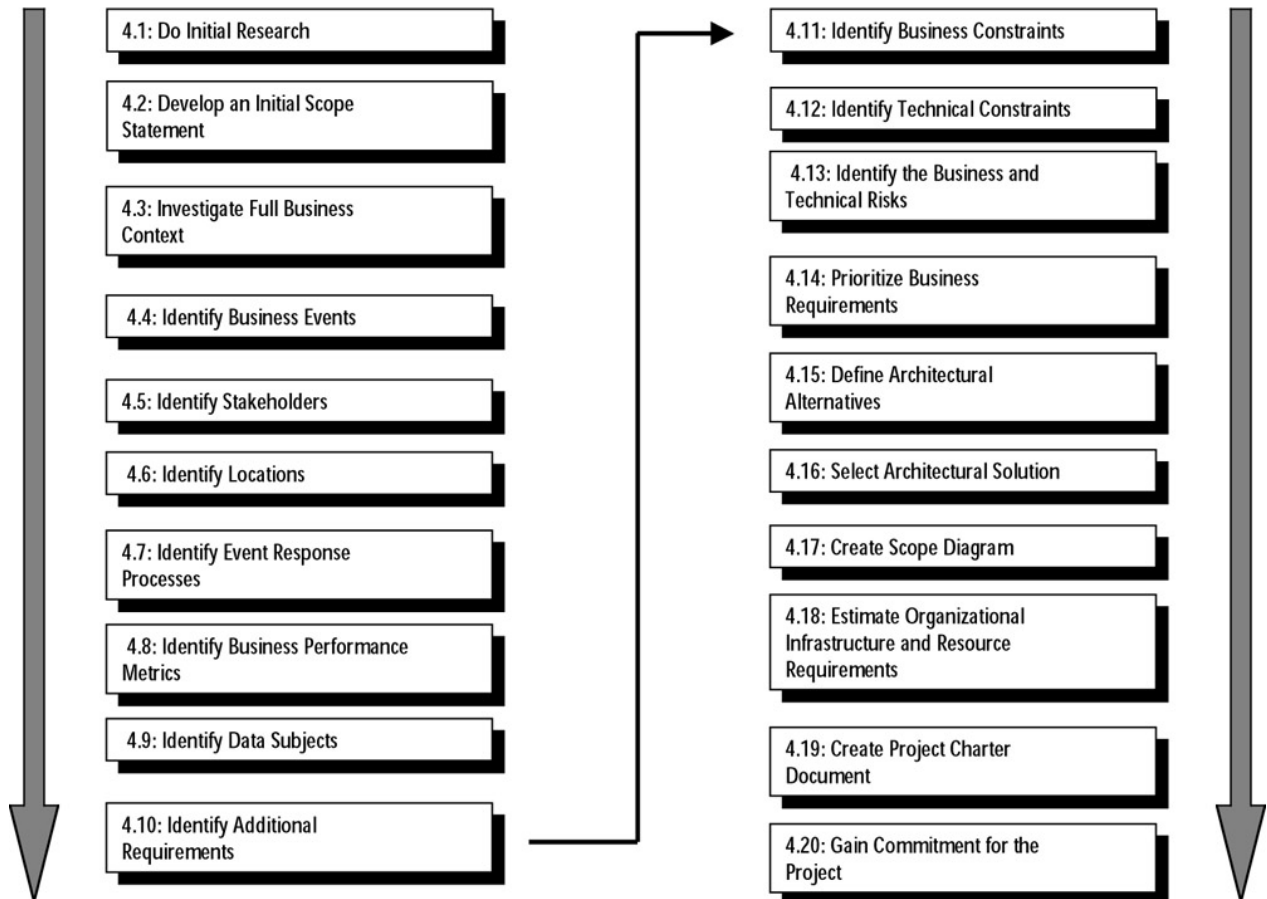 4.1: Do Initial Research
4.2: Develop an Initial Scope
Statement
4.3: Investigate Full Business
Context
4.4: Identify Business Events
4.5: Identify Stakeholders
4.6: Identify Locations
4.7: Identify Event Response
Processes
4.8: Identify Business Performance
Metrics
4.9: Identify Data Subjects
4.10: Identify Additional
Requirements
4.11: Identify Business Constraints
4.12: Identify Technical Constraints
4.13: Identify the Business and
Technical Risks
4.14: Prioritize Business
Requirements
4.15: Define Architectural
Alternatives
4.16: Select Architectural Solution
4.17: Create Scope Diagram
4.18: Estimate Organizational
Infrastructure and Resource
Requirements
4.19: Create Project Charter
Document
4.20: Gain Commitment for the
Project